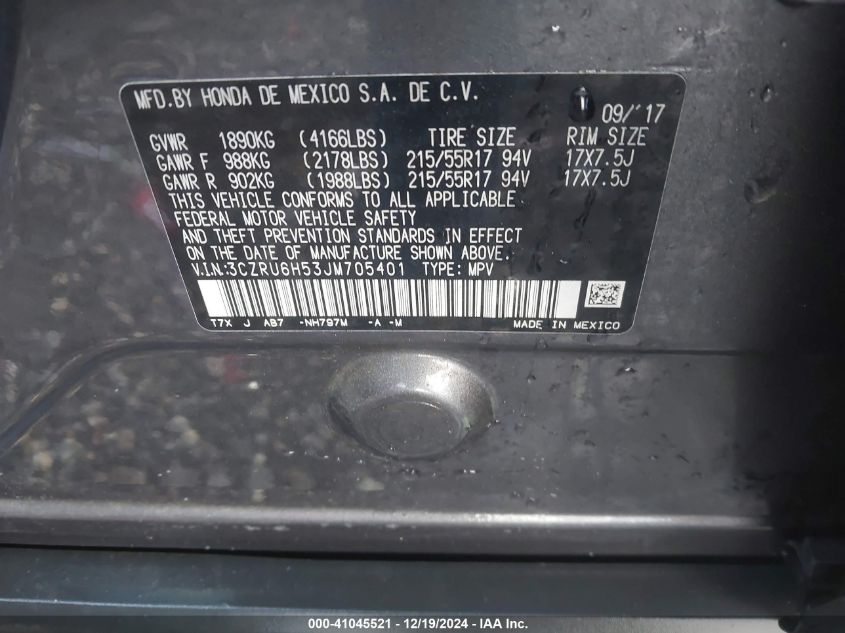 MFD.BY HONDA DE MEXICO S.A. DE C.V. 09/'17
GVWR 1890KG (4166LBS) TIRE SIZE RIM SIZE
GAWR F 988KG (2178LBS) 215/55R17 94V 17X7.5J
GAWR R 902KG (1988LBS) 215/55R17 94V 17X7.5J
THIS VEHICLE CONFORMS TO ALL APPLICABLE
FEDERAL MOTOR VEHICLE SAFETY
AND THEFT PREVENTION STANDARDS IN EFFECT
ON THE DATE OF MANUFACTURE SHOWN ABOVE.
V.I.N.:3CZRU6H53JM705401 TYPE: MPV
T7X J AB7 -NH797M -A -M MADE IN MEXICO
000-41045521 - 12/19/2024 - IAA Inc.